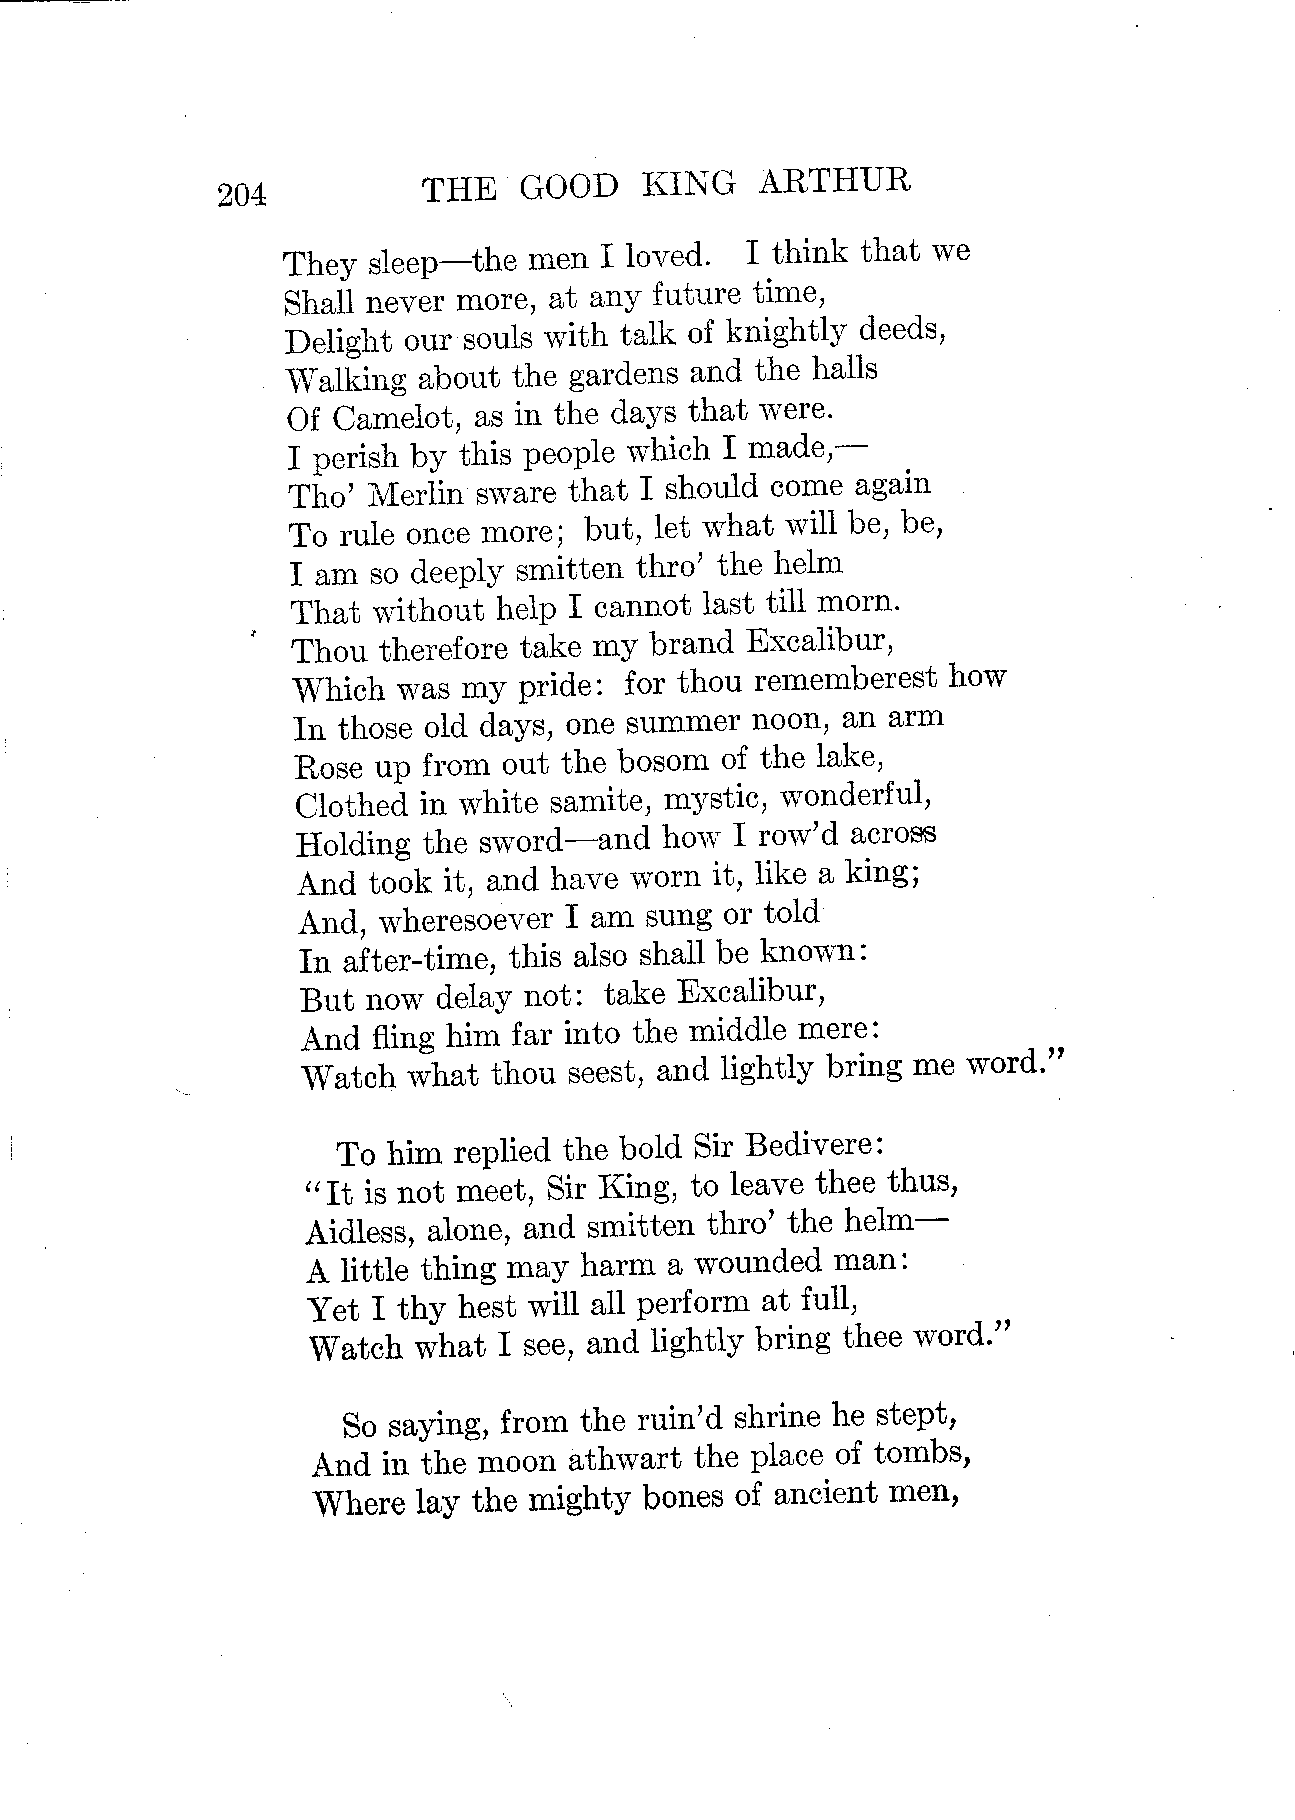 204 THE GOOD KING ARTHUR
They sleep—the men I loved. I think that we
Shall never more, at any future time,
Delight our souls with talk of knightly deeds,
Walking about the gardens and the halls
Of Camelot, as in the days that were.
I perish by this people which I made,—
Tho' Merlin sware that I should come again
To rule once more; but, let what will be, be,
I am so deeply smitten thro' the helm
That without help I cannot last till morn.
Thou therefore take my brand Excalibur,
Which was my pride: for thou rememberest how
In those old days, one summer noon, an arm
Rose up from out the bosom of the lake,
Clothed in white samite, mystic, wonderful,
Holding the sword—and how I row'd across
And took it, and have worn it, like a king;
And, wheresoever I am sung or told
In after-time, this also shall be known:
But now delay not: take Excalibur,
And fling him far into the middle mere:
Watch what thou seest, and lightly bring me word."
To him replied the bold Sir Bedivere:
"It is not meet, Sir King, to leave thee thus,
Aidless, alone, and smitten thro' the helm—
A little thing may harm a wounded man:
Yet I thy hest will all perform at full,
Watch what I see, and lightly bring thee word."
So saying, from the ruin'd shrine he stept,
And in the moon athwart the place of tombs,
Where lay the mighty bones of ancient men,